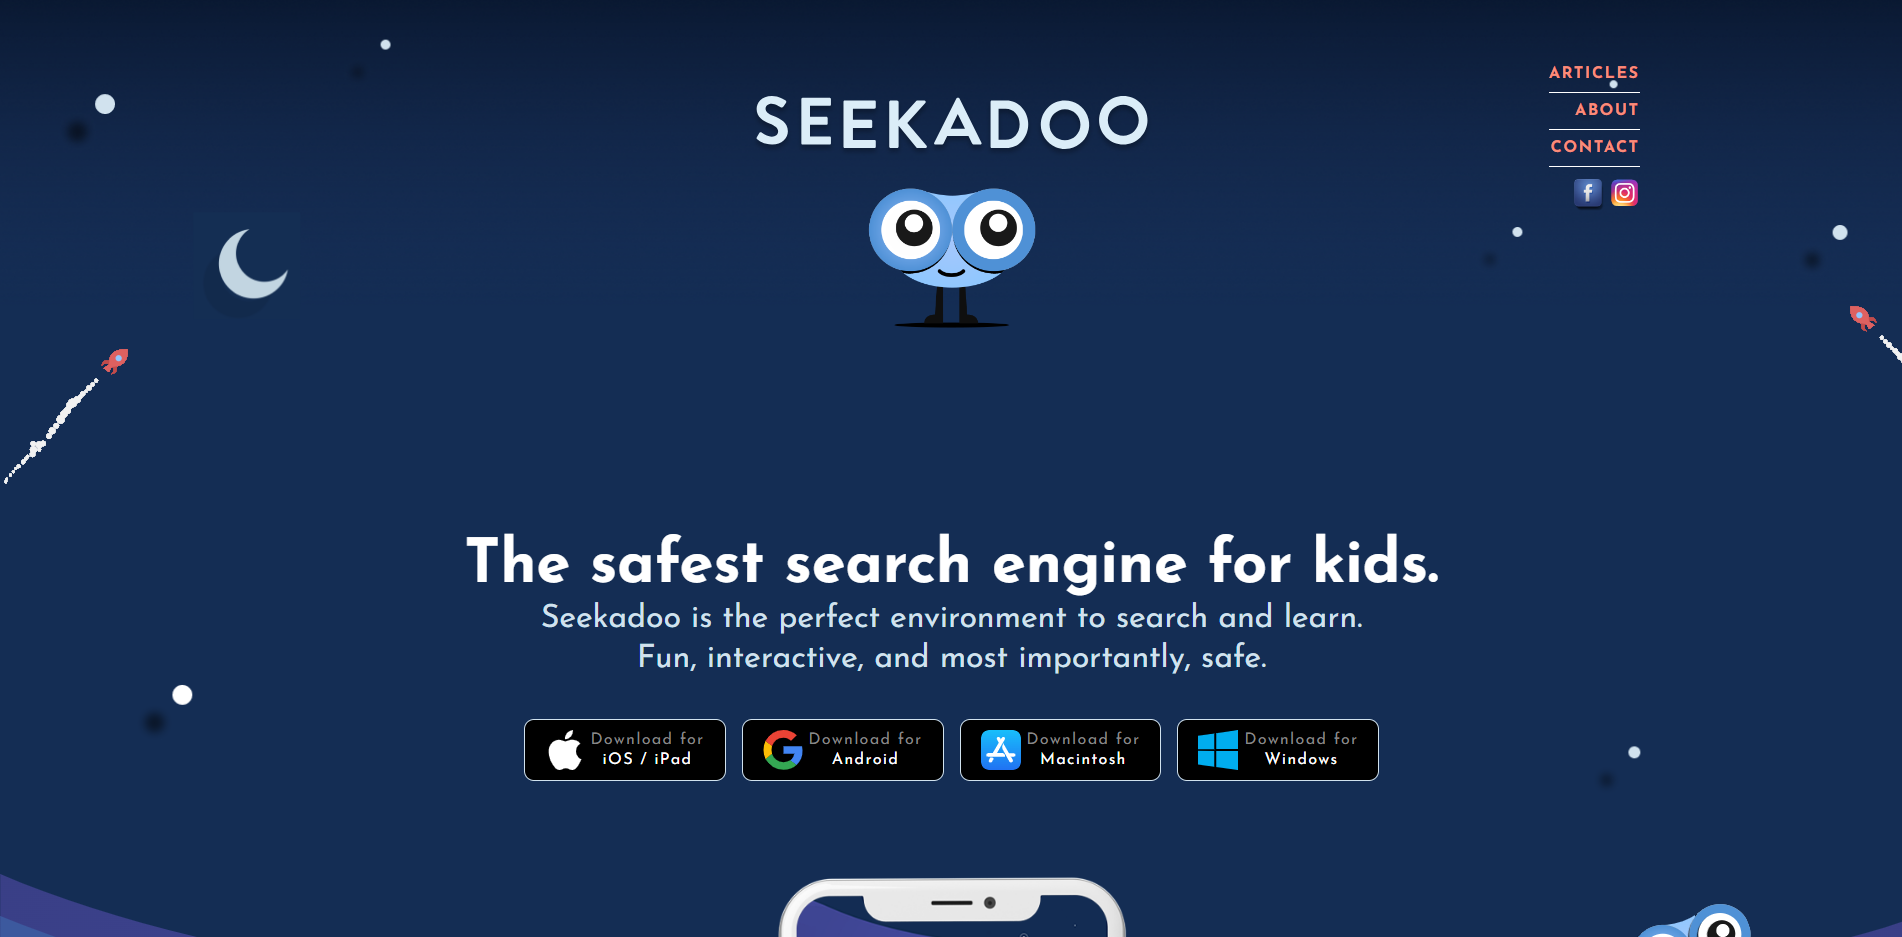 SEEKADOO
ARTICLES
ABOUT
CONTACT
The safest search engine for kids.
Seekadoo is the perfect environment to search and learn.
Fun, interactive, and most importantly, safe.
Download for
iOS / iPad
Download for
Android
Download for
Macintosh
Download for
Windows